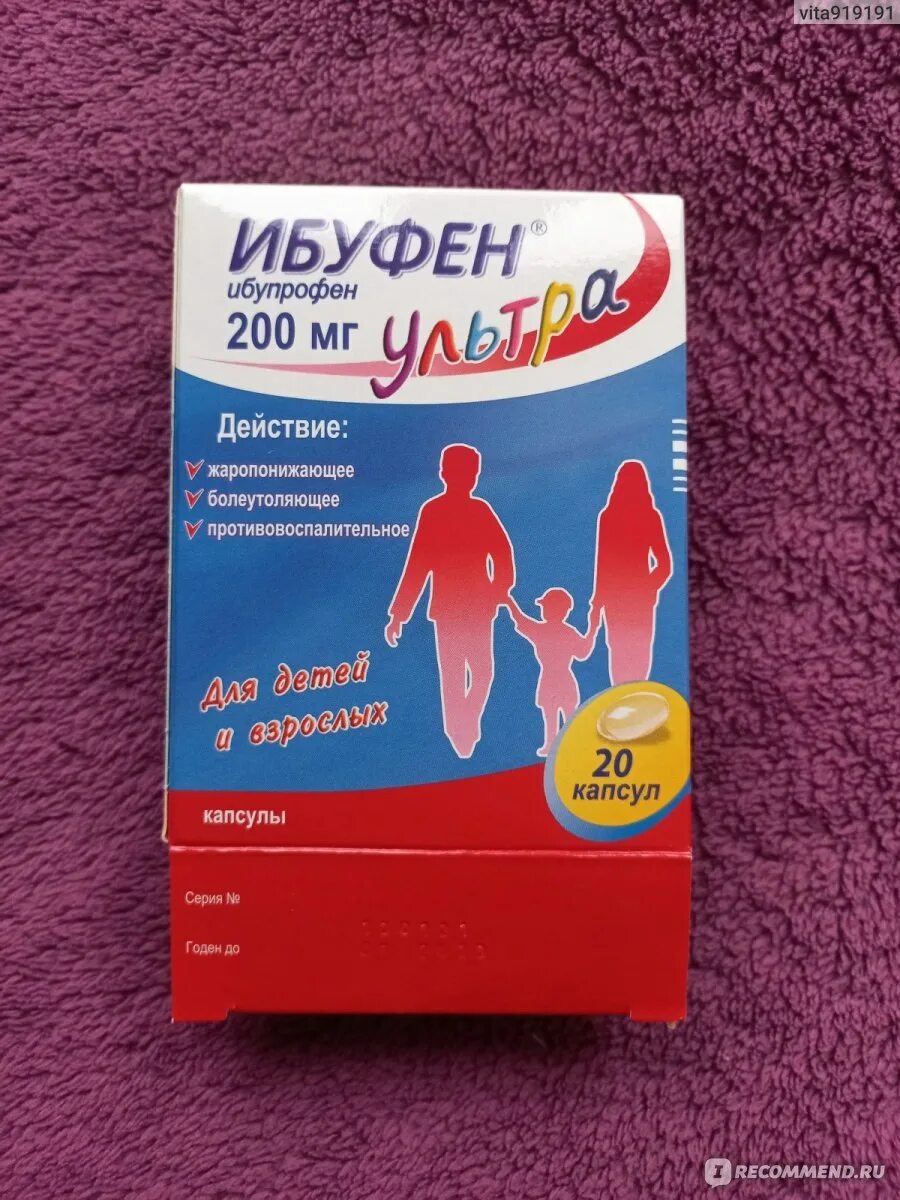 vita919191
ИБУФЕН®
ибупрофен
200 мг
ультра
Действие:
жаропонижающее
болеутоляющее
противовоспалительное
Для детей
и взрослых
20
капсул
капсулы
Серия №
Годен до
IRECOMMEND.RU